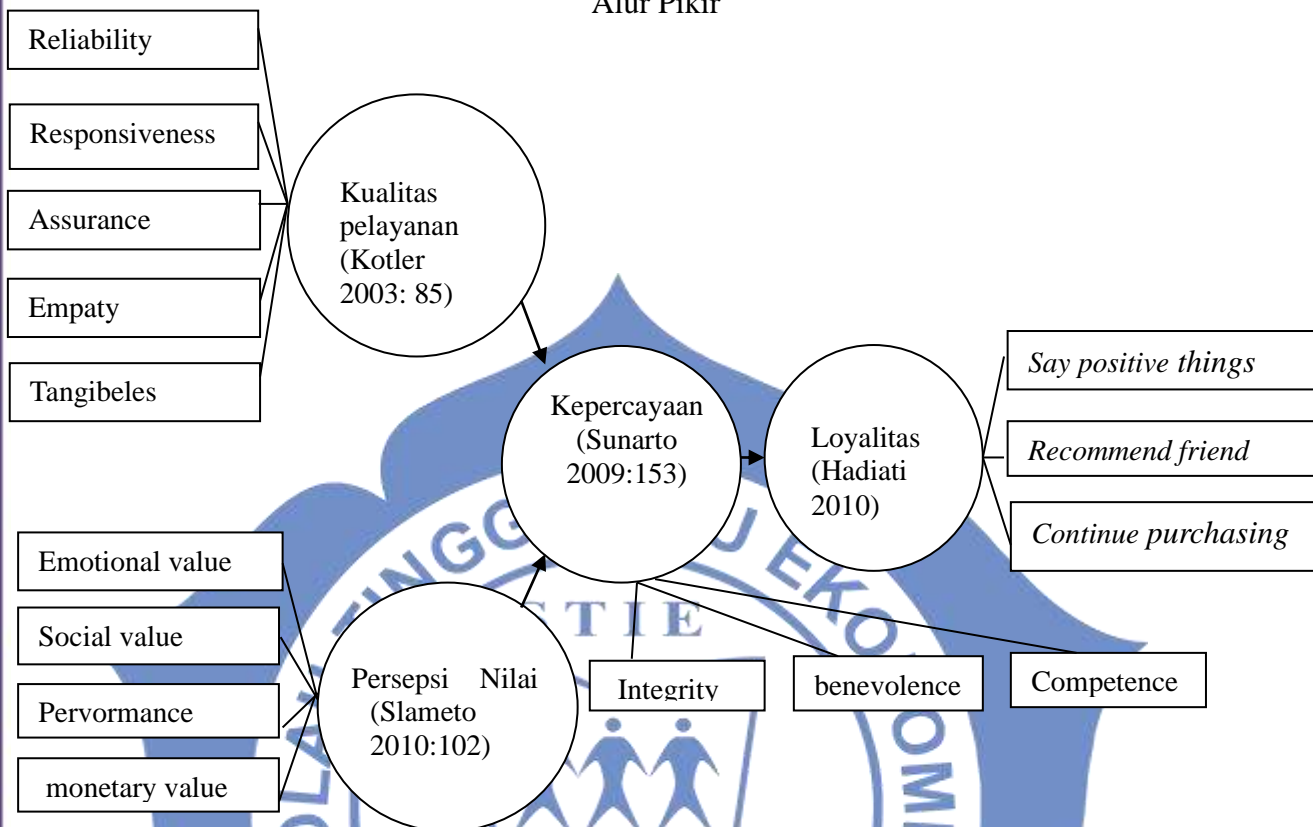 Alur Pikir
Reliability
Responsiveness
Assurance
Empaty
Tangibeles
Kualitas
pelayanan
(Kotler
2003: 85)
Kepercayaan
(Sunarto
2009:153)
Loyalitas
(Hadiati
2010)
Say positive things
Recommend friend
Continue purchasing
Emotional value
Social value
Pervormance
monetary value
Persepsi Nilai
(Slameto
2010:102)
Integrity
benevolence
Competence
STIE